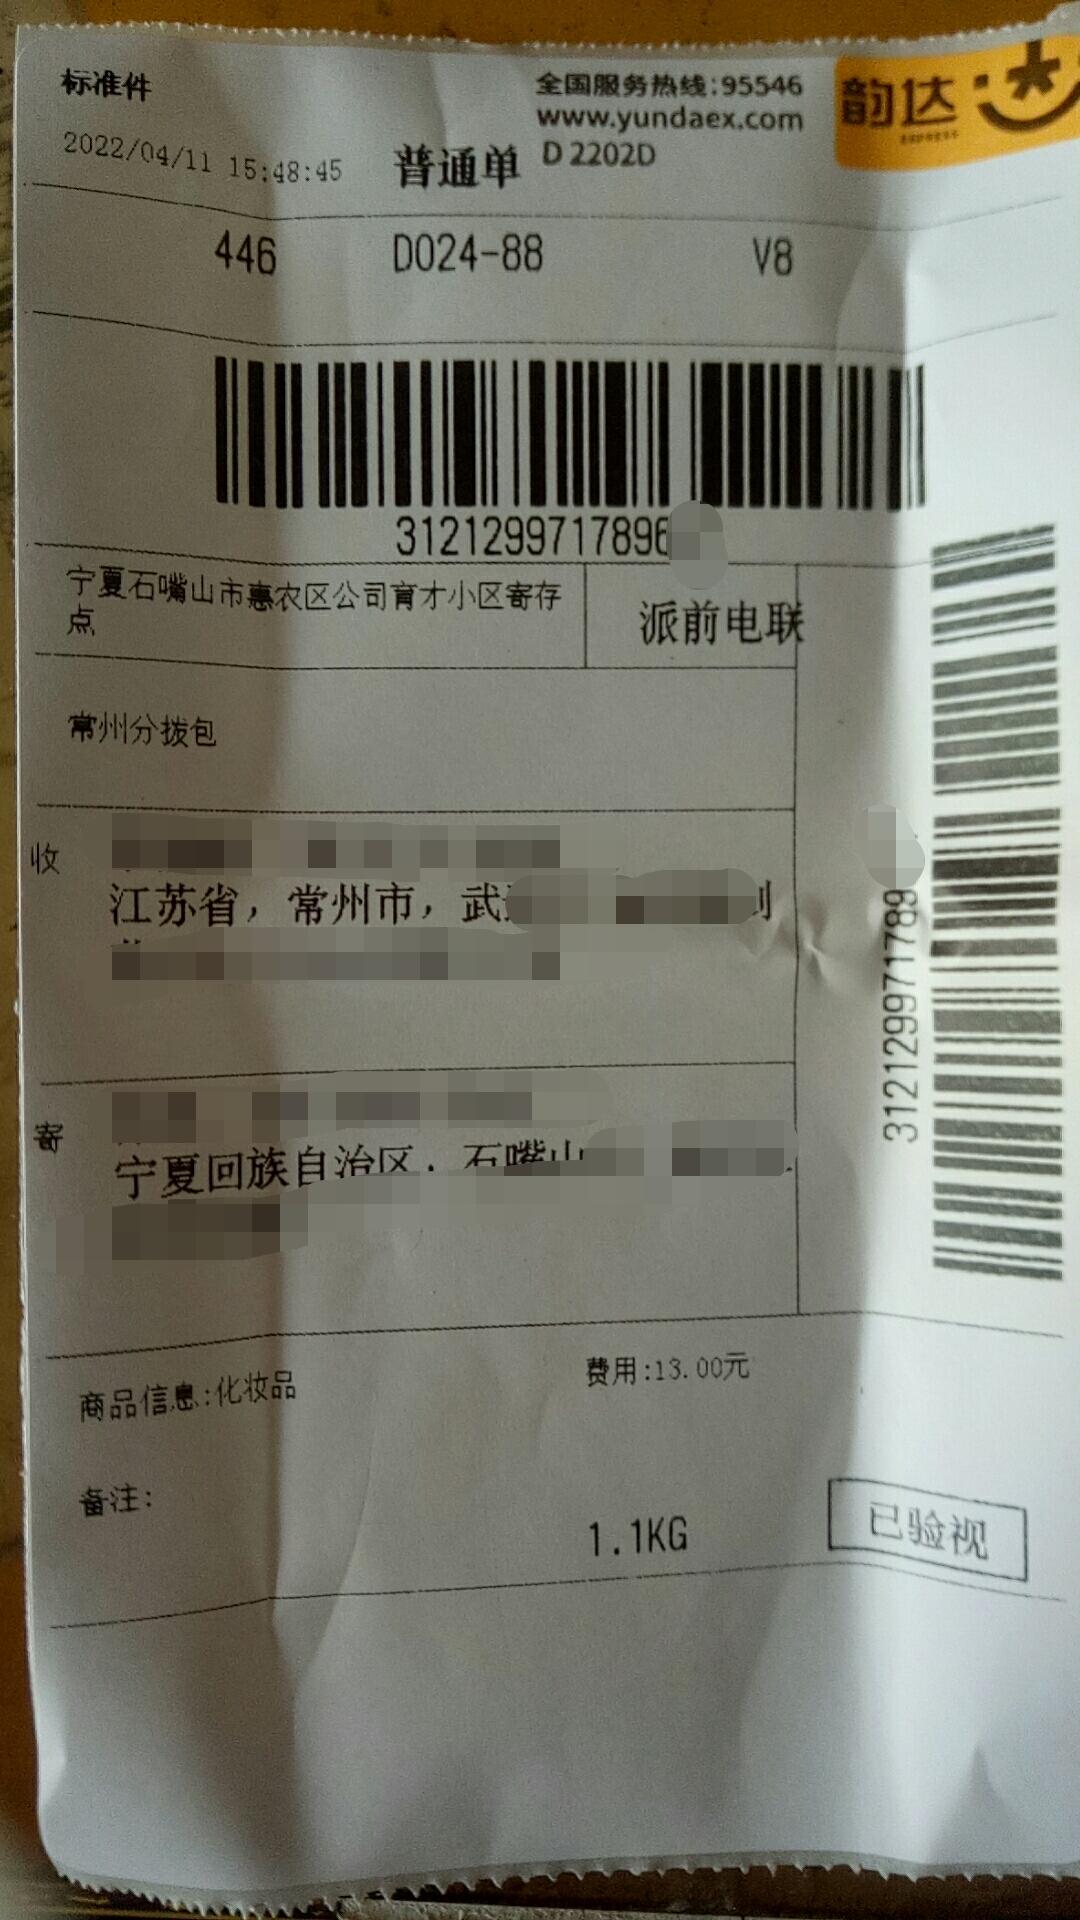 标准件
全国服务热线:95546
www.yundaex.com
韵达
EXPRESS
2022/04/11 15:48:45
普通单
D 2202D
446 D024-88 V8
3121299717896
宁夏石嘴山市惠农区公司育才小区寄存
点
派前电联
常州分拨包
收
江苏省，常州市，武
寄
宁夏回族自治区，石嘴山
312129971789
商品信息:化妆品
费用:13.00元
备注:
1.1KG
已验视